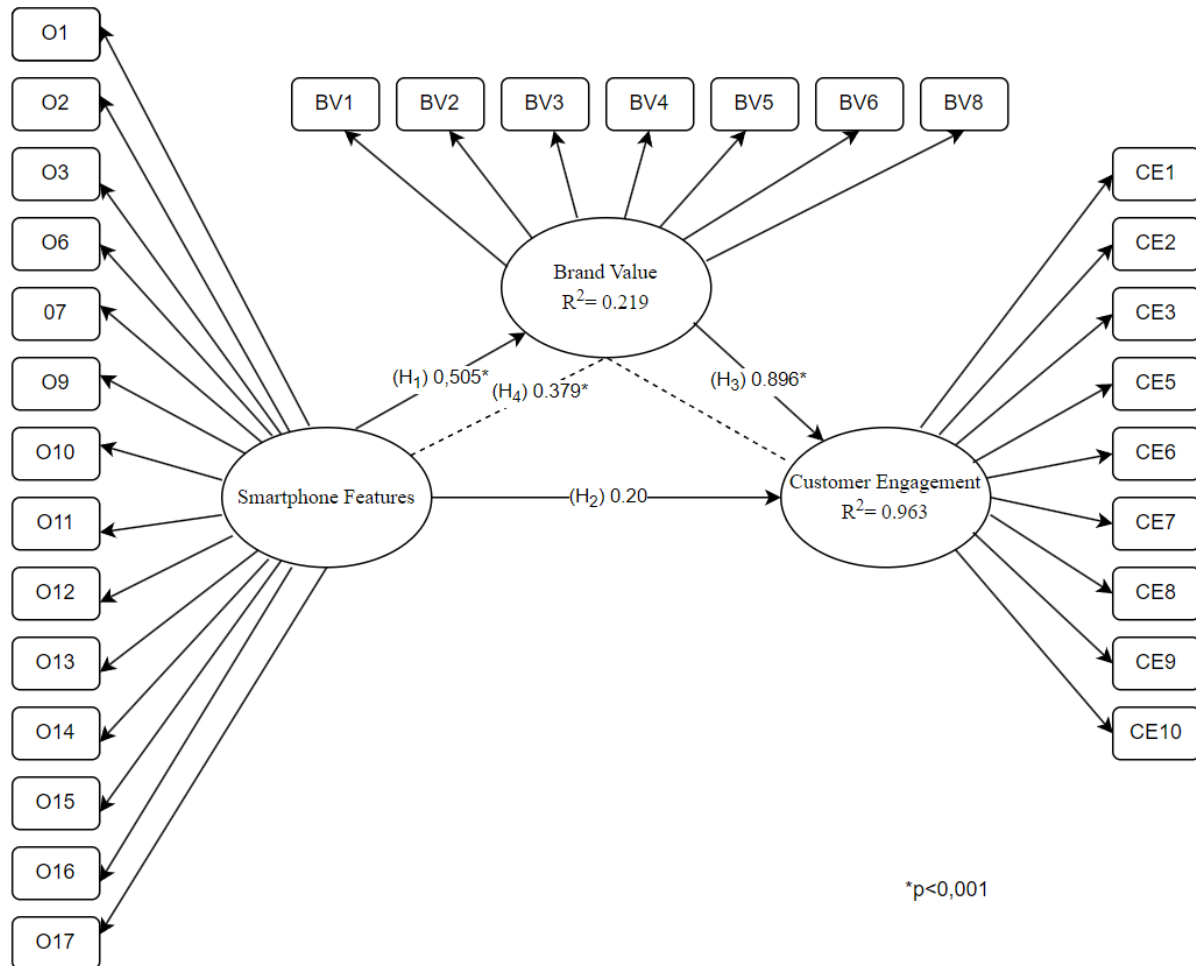 O1
O2
O3
O6
07
O9
O10
O11
O12
O13
O14
O15
O16
O17
BV1
BV2
BV3
BV4
BV5
BV6
BV8
Brand Value
R²= 0.219
(H₁) 0,505*
(H₄) 0.379*
(H₃) 0.896*
Smartphone Features
(H₂) 0.20
Customer Engagement
R²= 0.963
CE1
CE2
CE3
CE5
CE6
CE7
CE8
CE9
CE10
*p<0,001